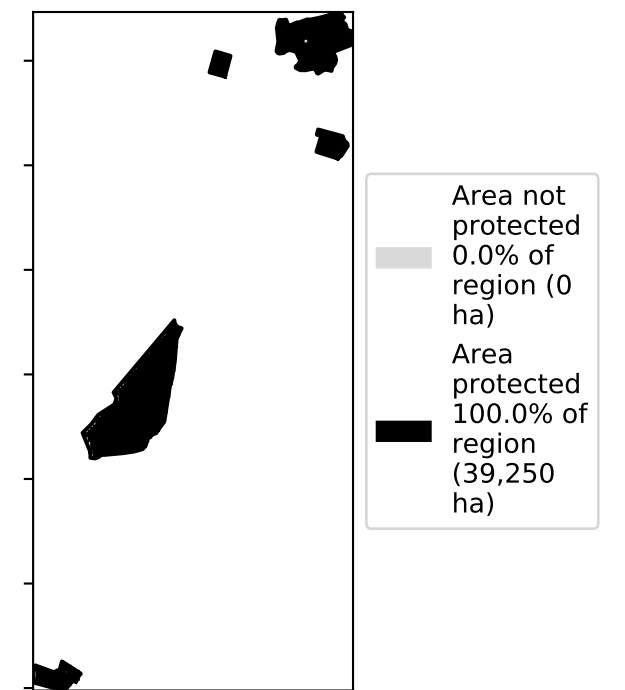 Area not
protected
0.0% of
region (0
ha)
Area
protected
100.0% of
region
(39,250
ha)